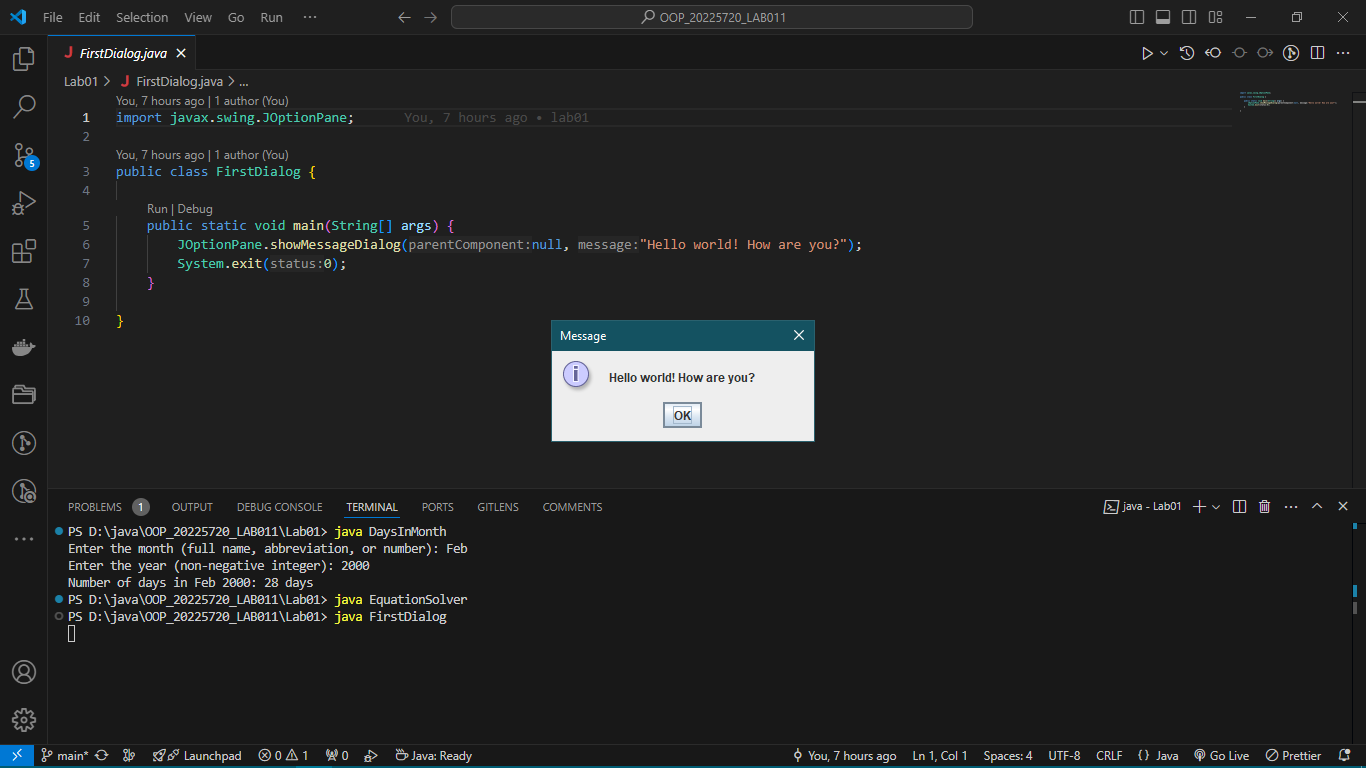 File Edit Selection View Go Run ···
OOP_20225720_LAB011
J FirstDialog.java
Lab01 > J FirstDialog.java > ...
You, 7 hours ago | 1 author (You)
1 import javax.swing.JOptionPane; You, 7 hours ago • lab01
2
You, 7 hours ago | 1 author (You)
3 public class FirstDialog {
4
Run | Debug
5 public static void main(String[] args) {
6 JOptionPane.showMessageDialog(parentComponent:null, message:"Hello world! How are you?");
7 System.exit(status:0);
8 }
9
10 }
5
Message
i Hello world! How are you?
OK
PROBLEMS 1 OUTPUT DEBUG CONSOLE TERMINAL PORTS GITLENS COMMENTS
java - Lab01
PS D:\java\OOP_20225720_LAB011\Lab01> java DaysInMonth
Enter the month (full name, abbreviation, or number): Feb
Enter the year (non-negative integer): 2000
Number of days in Feb 2000: 28 days
PS D:\java\OOP_20225720_LAB011\Lab01> java EquationSolver
PS D:\java\OOP_20225720_LAB011\Lab01> java FirstDialog
main* Launchpad 0 1 0 Java: Ready
You, 7 hours ago Ln 1, Col 1 Spaces: 4 UTF-8 CRLF { } Java Go Live Prettier